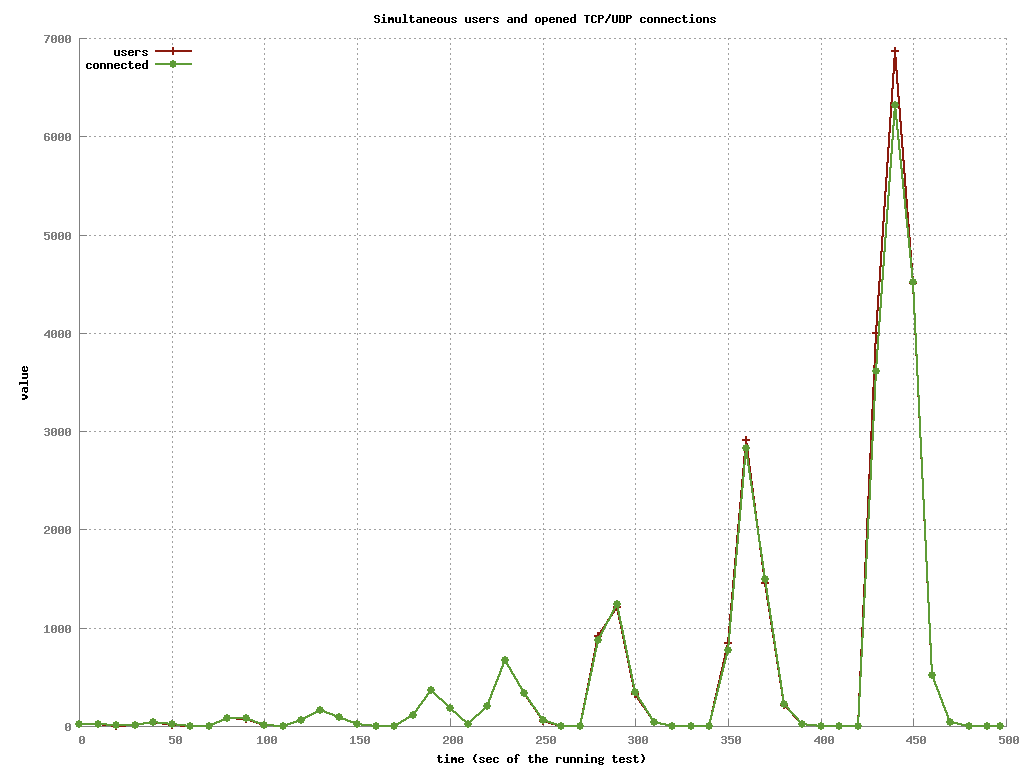 Simultaneous users and opened TCP/UDP connections
7000
users
connected
6000
5000
4000
value
3000
2000
1000
0
0 50 100 150 200 250 300 350 400 450 500
time (sec of the running test)